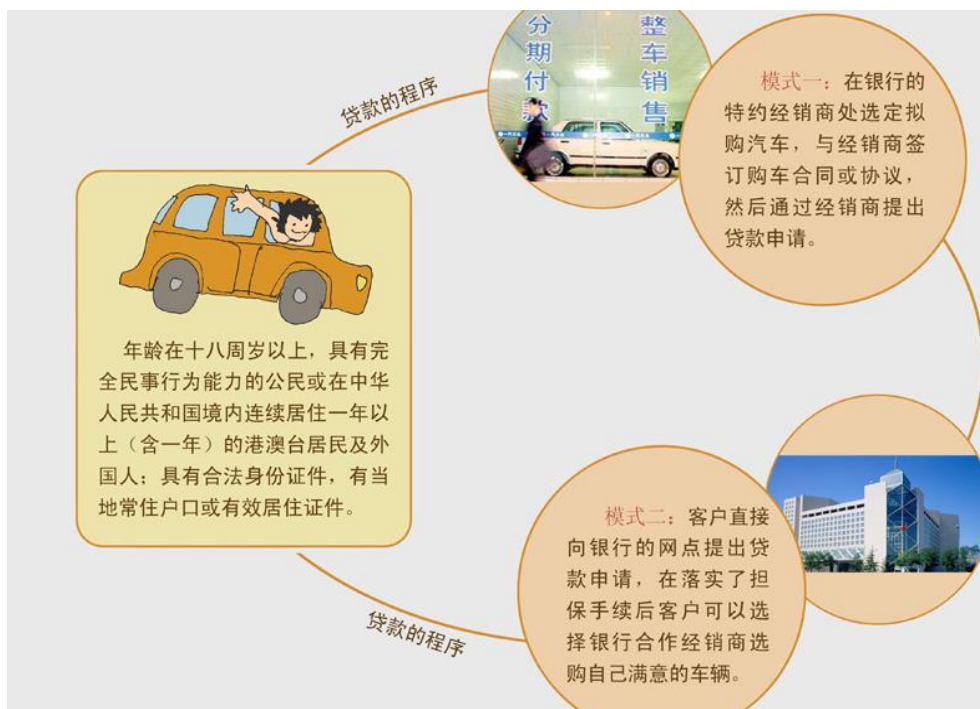 分期付款
整车销售
贷款的程序
模式一：在银行的
特约经销商处选定拟
购汽车，与经销商签
订购车合同或协议，
然后通过经销商提出
贷款申请。
年龄在十八周岁以上，具有完
全民事行为能力的公民或在中华
人民共和国境内连续居住一年以
上（含一年）的港澳台居民及外
国人；具有合法身份证件，有当
地常住户口或有效居住证件。
模式二：客户直接
向银行的网点提出贷
款申请，在落实了担
保手续后客户可以选
择银行合作经销商选
购自己满意的车辆。
贷款的程序